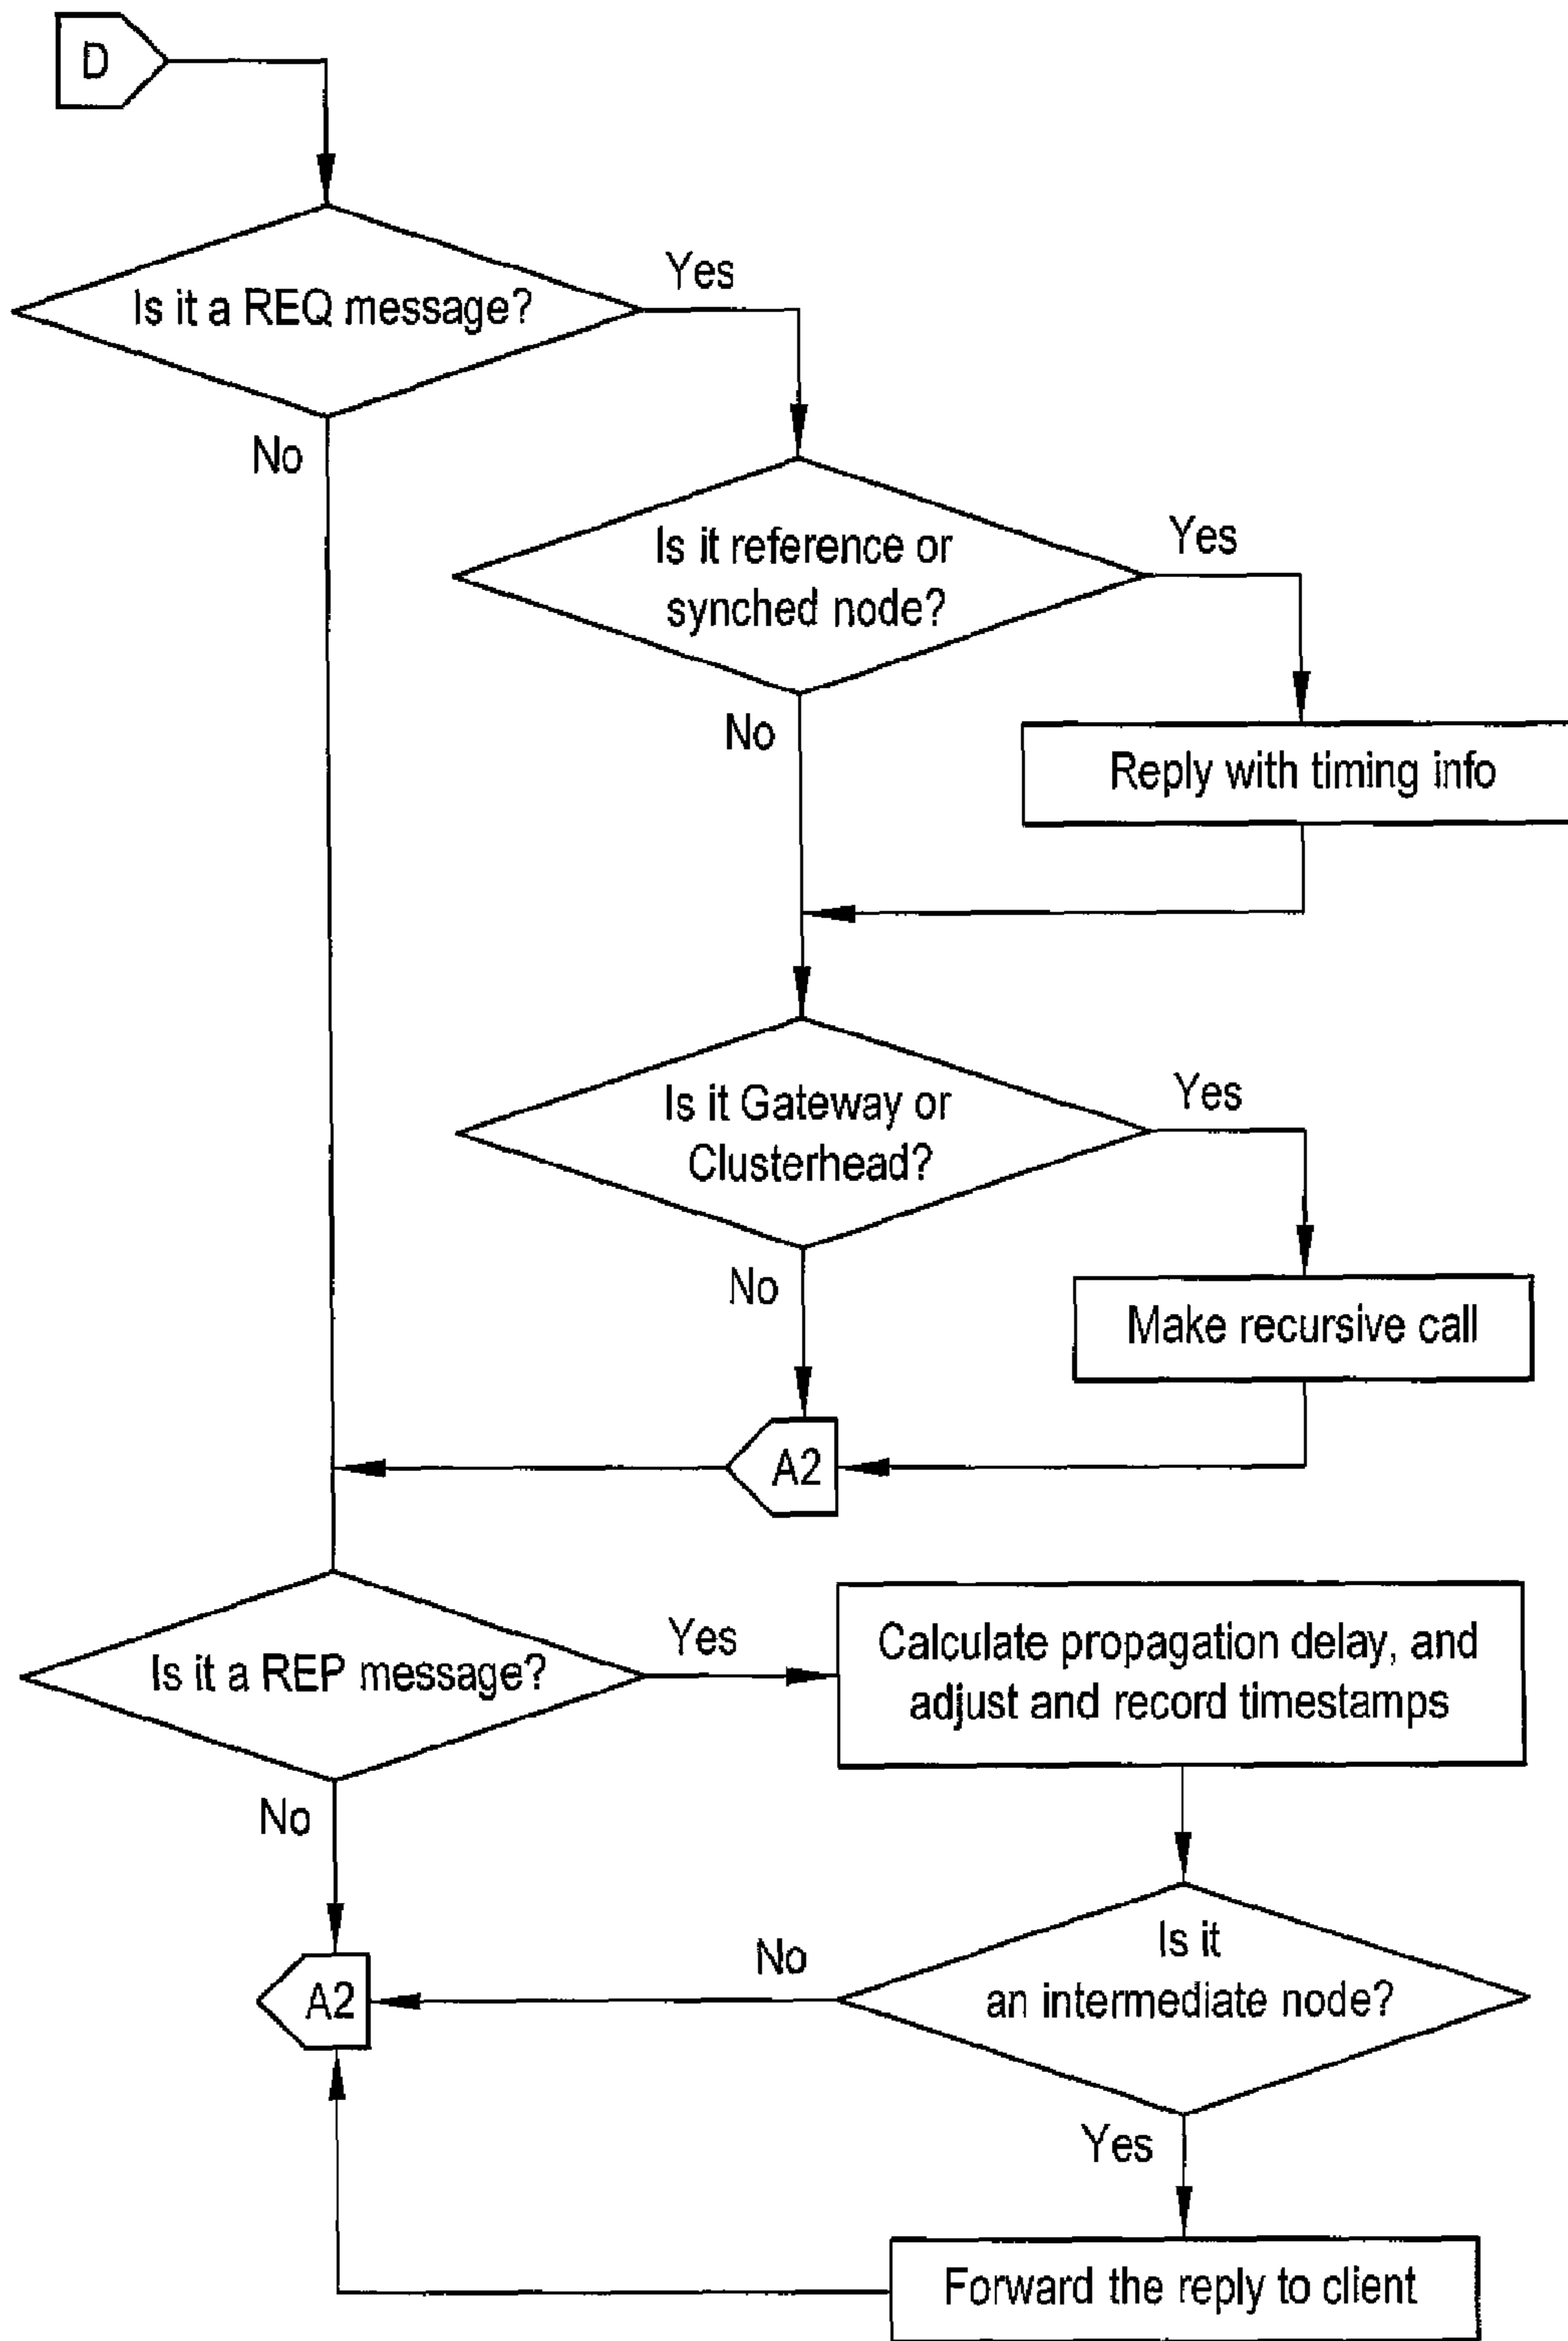 D
Is it a REQ message?
Yes
No
Is it reference or
synched node?
Yes
No
Reply with timing info
Is it Gateway or
Clusterhead?
Yes
No
Make recursive call
A2
Is it a REP message?
Yes
No
Calculate propagation delay, and
adjust and record timestamps
Is it
an intermediate node?
No
A2
Yes
Forward the reply to client